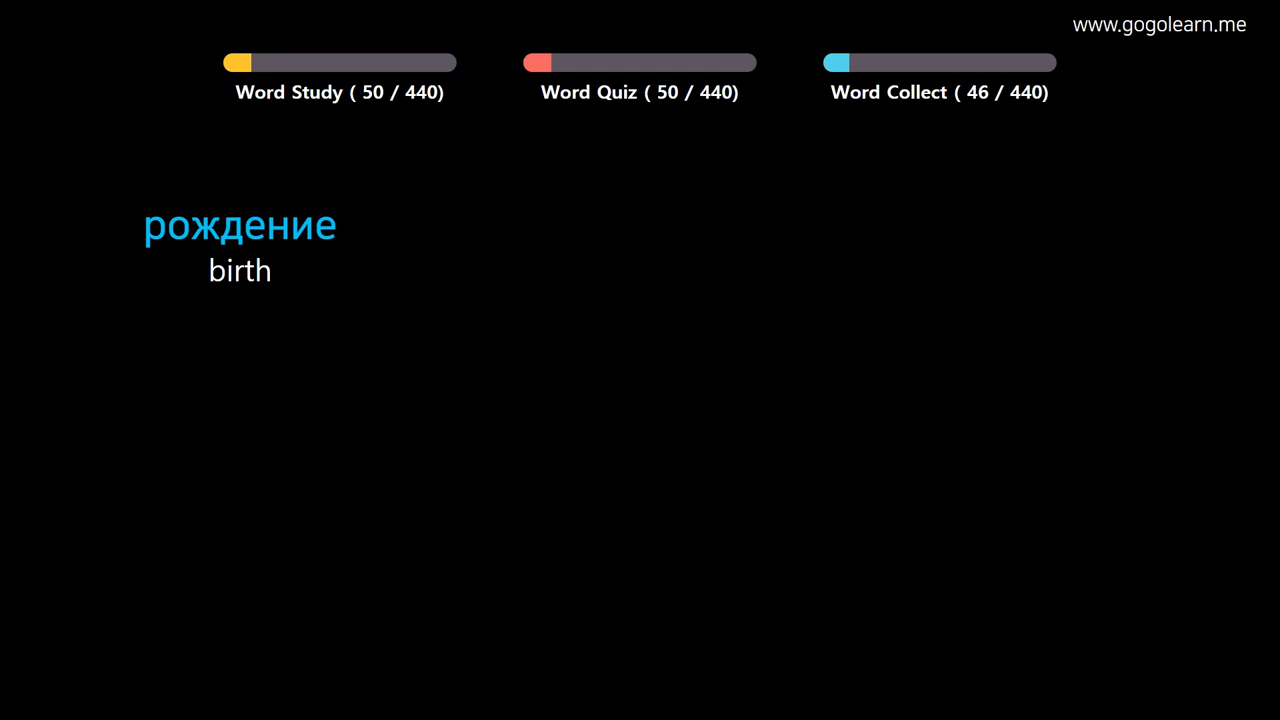 www.gogolearn.me
Word Study ( 50 / 440)
Word Quiz ( 50 / 440)
Word Collect ( 46 / 440)
рождение
birth